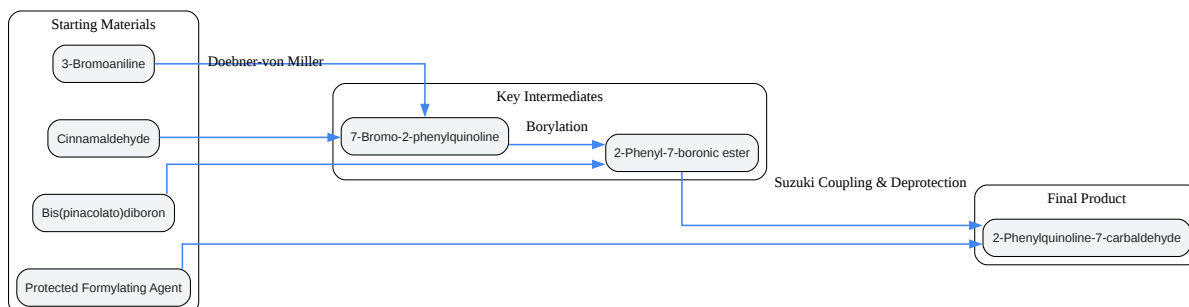 Starting Materials
3-Bromoaniline
Doebner-von Miller
Cinnamaldehyde
Bis(pinacolato)diboron
Protected Formylating Agent
Key Intermediates
7-Bromo-2-phenylquinoline
Borylation
2-Phenyl-7-boronic ester
Suzuki Coupling & Deprotection
Final Product
2-Phenylquinoline-7-carbaldehyde